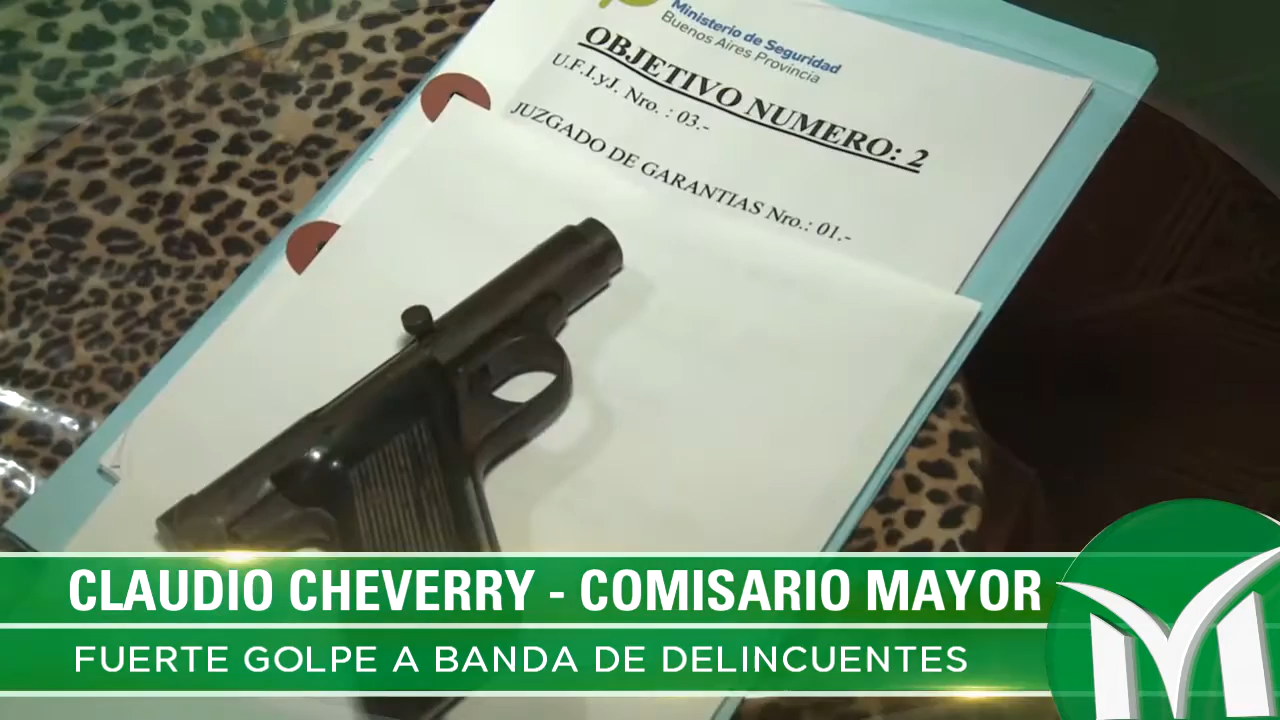 Ministerio de Seguridad
Buenos Aires Provincia
OBJETIVO NUMERO: 2
U.F.I.yJ. Nro. : 03.-
JUZGADO DE GARANTIAS Nro.: 01.-
CLAUDIO CHEVERRY - COMISARIO MAYOR
FUERTE GOLPE A BANDA DE DELINCUENTES
M